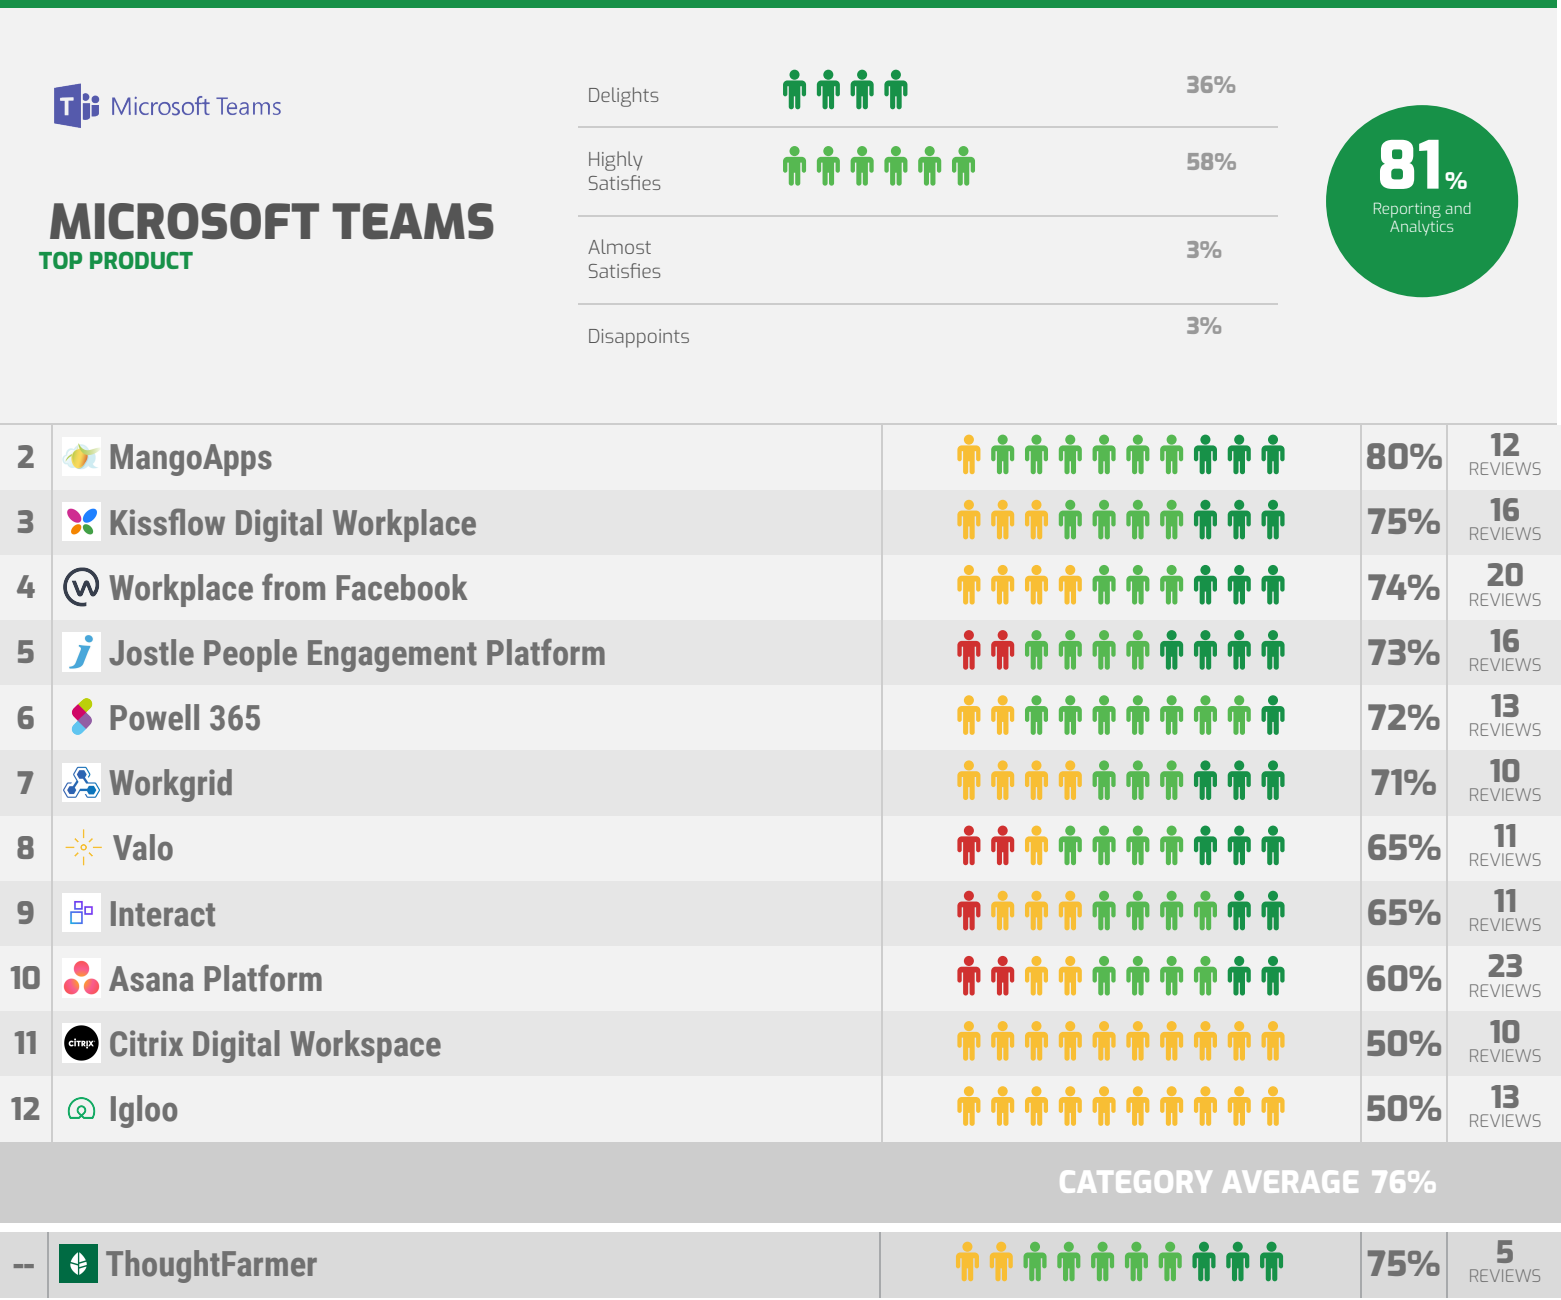 Microsoft Teams
MICROSOFT TEAMS
TOP PRODUCT
Delights 36%
Highly
Satisfies 58%
Almost
Satisfies 3%
Disappoints 3%
81%
Reporting and
Analytics
2 MangoApps 80% 12 REVIEWS
3 Kissflow Digital Workplace 75% 16 REVIEWS
4 Workplace from Facebook 74% 20 REVIEWS
5 Jostle People Engagement Platform 73% 16 REVIEWS
6 Powell 365 72% 13 REVIEWS
7 Workgrid 71% 10 REVIEWS
8 Valo 65% 11 REVIEWS
9 Interact 65% 11 REVIEWS
10 Asana Platform 60% 23 REVIEWS
11 CITRIX Citrix Digital Workspace 50% 10 REVIEWS
12 Igloo 50% 13 REVIEWS
CATEGORY AVERAGE 76%
-- ThoughtFarmer 75% 5 REVIEWS